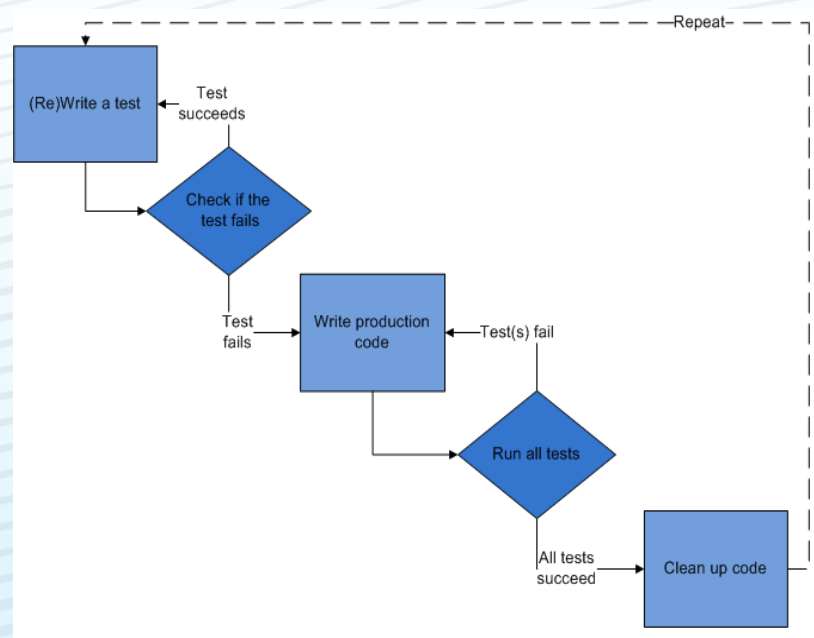 Repeat
(Re)Write a test
Test
succeeds
Check if the
test fails
Test
fails
Write production
code
Test(s) fail
Run all tests
All tests
succeed
Clean up code